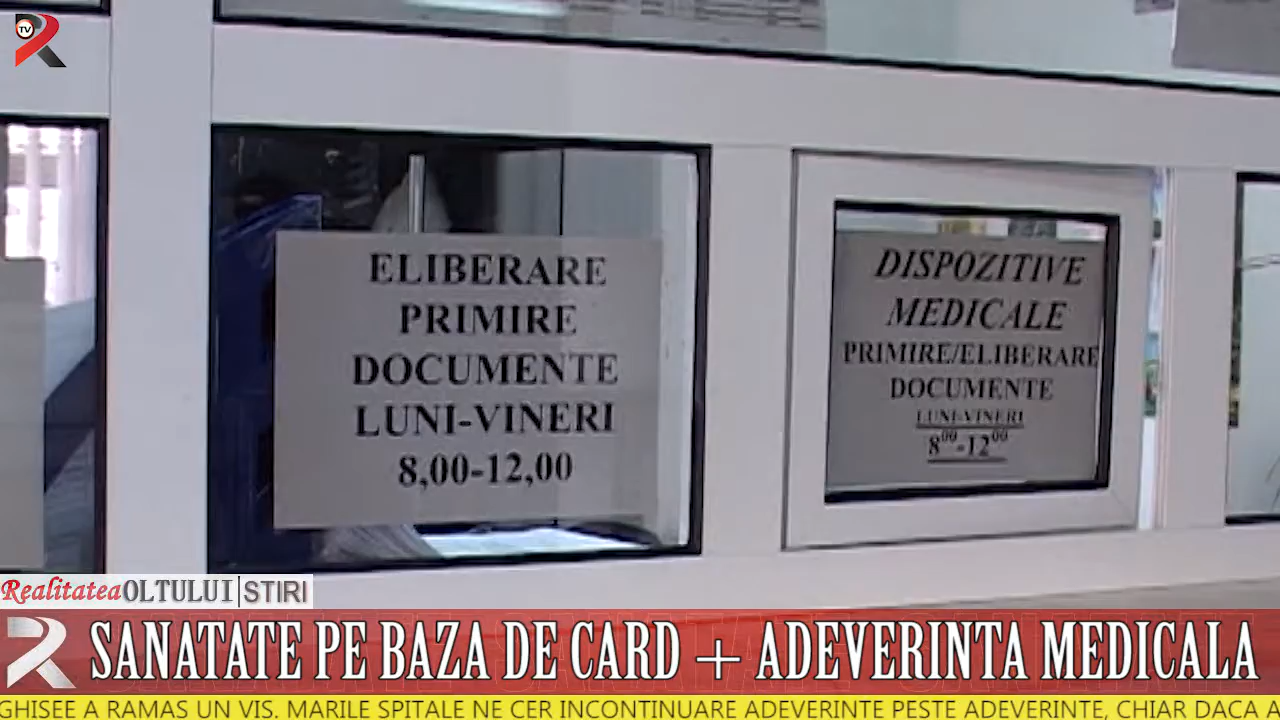 TV
ELIBERARE
PRIMIRE
DOCUMENTE
LUNI-VINERI
8,00-12,00
DISPOZITIVE
MEDICALE
PRIMIRE/ELIBERARE
DOCUMENTE
LUNI-VINERI
8⁰⁰-12⁰⁰
RealitateaOLTULUI|STIRI
SANATATE PE BAZA DE CARD + ADEVERINTA MEDICALA
GHISEE A RAMAS UN VIS. MARILE SPITALE NE CER INCONTINUARE ADEVERINTE PESTE ADEVERINTE, CHIAR DACA A